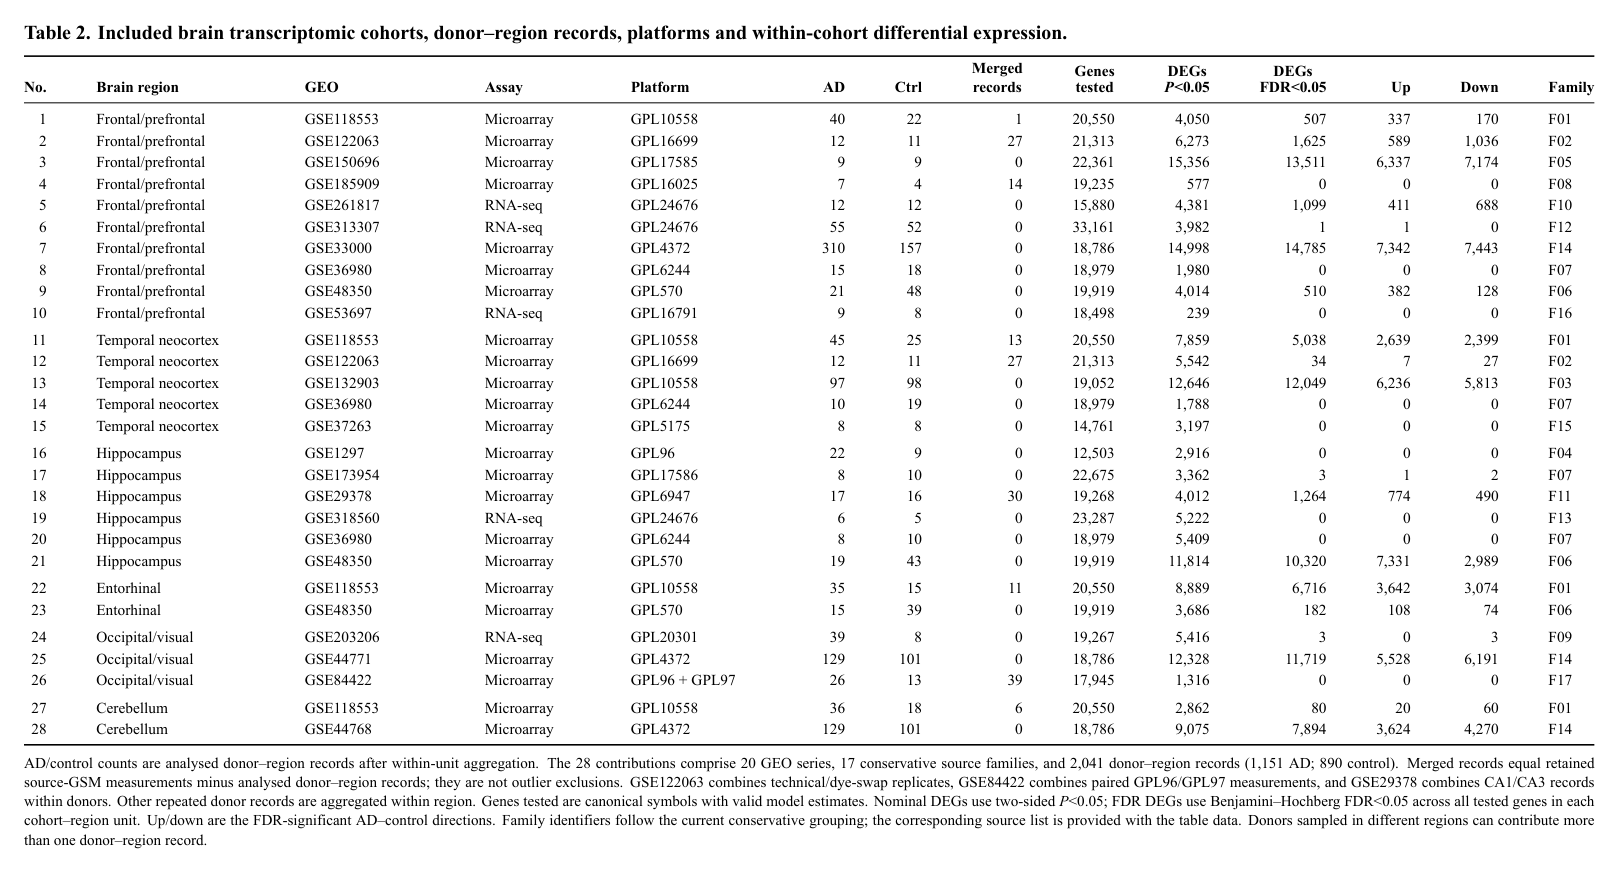 Table 2. Included brain transcriptomic cohorts, donor–region records, platforms and within-cohort differential expression.
No. Brain region GEO Assay Platform AD Ctrl Merged records Genes tested DEGs P<0.05 DEGs FDR<0.05 Up Down Family
1 Frontal/prefrontal GSE118553 Microarray GPL10558 40 22 1 20,550 4,050 507 337 170 F01
2 Frontal/prefrontal GSE122063 Microarray GPL16699 12 11 27 21,313 6,273 1,625 589 1,036 F02
3 Frontal/prefrontal GSE150696 Microarray GPL17585 9 9 0 22,361 15,356 13,511 6,337 7,174 F05
4 Frontal/prefrontal GSE185909 Microarray GPL16025 7 4 14 19,235 577 0 0 0 F08
5 Frontal/prefrontal GSE261817 RNA-seq GPL24676 12 12 0 15,880 4,381 1,099 411 688 F10
6 Frontal/prefrontal GSE313307 RNA-seq GPL24676 55 52 0 33,161 3,982 1 1 0 F12
7 Frontal/prefrontal GSE33000 Microarray GPL4372 310 157 0 18,786 14,998 14,785 7,342 7,443 F14
8 Frontal/prefrontal GSE36980 Microarray GPL6244 15 18 0 18,979 1,980 0 0 0 F07
9 Frontal/prefrontal GSE48350 Microarray GPL570 21 48 0 19,919 4,014 510 382 128 F06
10 Frontal/prefrontal GSE53697 RNA-seq GPL16791 9 8 0 18,498 239 0 0 0 F16
11 Temporal neocortex GSE118553 Microarray GPL10558 45 25 13 20,550 7,859 5,038 2,639 2,399 F01
12 Temporal neocortex GSE122063 Microarray GPL16699 12 11 27 21,313 5,542 34 7 27 F02
13 Temporal neocortex GSE132903 Microarray GPL10558 97 98 0 19,052 12,646 12,049 6,236 5,813 F03
14 Temporal neocortex GSE36980 Microarray GPL6244 10 19 0 18,979 1,788 0 0 0 F07
15 Temporal neocortex GSE37263 Microarray GPL5175 8 8 0 14,761 3,197 0 0 0 F15
16 Hippocampus GSE1297 Microarray GPL96 22 9 0 12,503 2,916 0 0 0 F04
17 Hippocampus GSE173954 Microarray GPL17586 8 10 0 22,675 3,362 3 1 2 F07
18 Hippocampus GSE29378 Microarray GPL6947 17 16 30 19,268 4,012 1,264 774 490 F11
19 Hippocampus GSE318560 RNA-seq GPL24676 6 5 0 23,287 5,222 0 0 0 F13
20 Hippocampus GSE36980 Microarray GPL6244 8 10 0 18,979 5,409 0 0 0 F07
21 Hippocampus GSE48350 Microarray GPL570 19 43 0 19,919 11,814 10,320 7,331 2,989 F06
22 Entorhinal GSE118553 Microarray GPL10558 35 15 11 20,550 8,889 6,716 3,642 3,074 F01
23 Entorhinal GSE48350 Microarray GPL570 15 39 0 19,919 3,686 182 108 74 F06
24 Occipital/visual GSE203206 RNA-seq GPL20301 39 8 0 19,267 5,416 3 0 3 F09
25 Occipital/visual GSE44771 Microarray GPL4372 129 101 0 18,786 12,328 11,719 5,528 6,191 F14
26 Occipital/visual GSE84422 Microarray GPL96 + GPL97 26 13 39 17,945 1,316 0 0 0 F17
27 Cerebellum GSE118553 Microarray GPL10558 36 18 6 20,550 2,862 80 20 60 F01
28 Cerebellum GSE44768 Microarray GPL4372 129 101 0 18,786 9,075 7,894 3,624 4,270 F14
AD/control counts are analysed donor–region records after within-unit aggregation. The 28 contributions comprise 20 GEO series, 17 conservative source families, and 2,041 donor–region records (1,151 AD; 890 control). Merged records equal retained
source-GSM measurements minus analysed donor–region records; they are not outlier exclusions. GSE122063 combines technical/dye-swap replicates, GSE84422 combines paired GPL96/GPL97 measurements, and GSE29378 combines CA1/CA3 records
within donors. Other repeated donor records are aggregated within region. Genes tested are canonical symbols with valid model estimates. Nominal DEGs use two-sided P<0.05; FDR DEGs use Benjamini–Hochberg FDR<0.05 across all tested genes in each
cohort–region unit. Up/down are the FDR-significant AD–control directions. Family identifiers follow the current conservative grouping; the corresponding source list is provided with the table data. Donors sampled in different regions can contribute more
than one donor–region record.